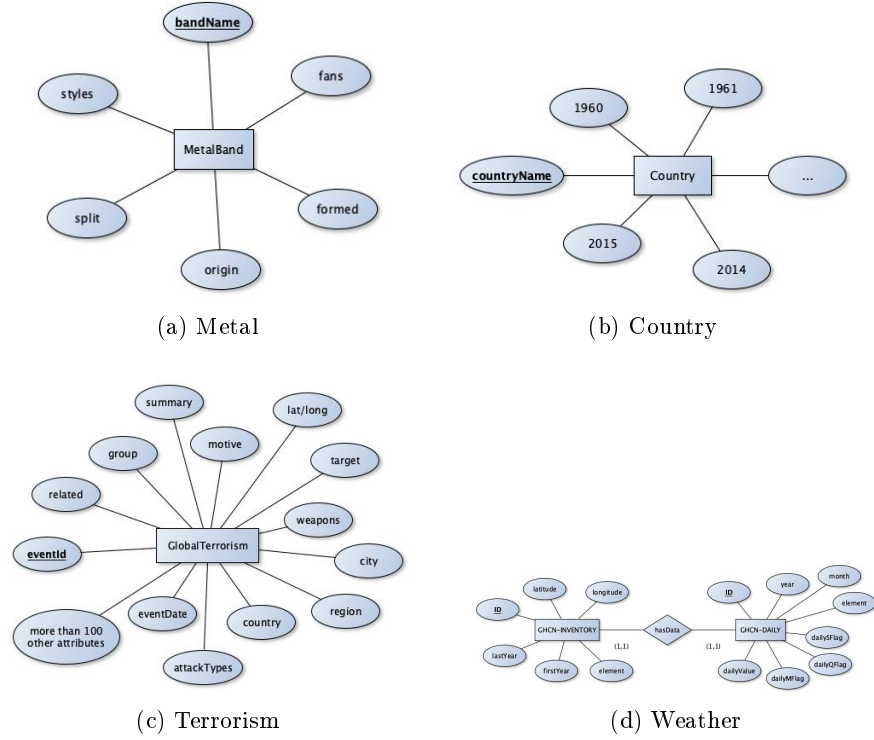 bandName
fans
styles
MetalBand
formed
split
origin
(a) Metal
1961
1960
countryName
Country
...
2015
2014
(b) Country
summary
lat/long
motive
group
target
related
weapons
GlobalTerrorism
eventId
city
eventDate
country
region
more than 100
other attributes
attackTypes
(c) Terrorism
latitude
longitude
ID
GHCN-INVENTORY
(1,1)
hasData
lastYear
firstYear
element
ID
year
month
element
GHCN-DAILY
(1,1)
dailySFlag
dailyQFlag
dailyValue
dailyMFlag
(d) Weather